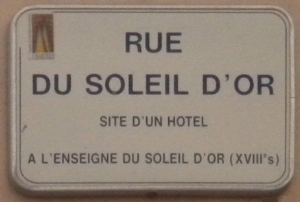 RUE
DU SOLEIL D'OR
SITE D'UN HOTEL
A L'ENSEIGNE DU SOLEIL D'OR (XVIII°s)